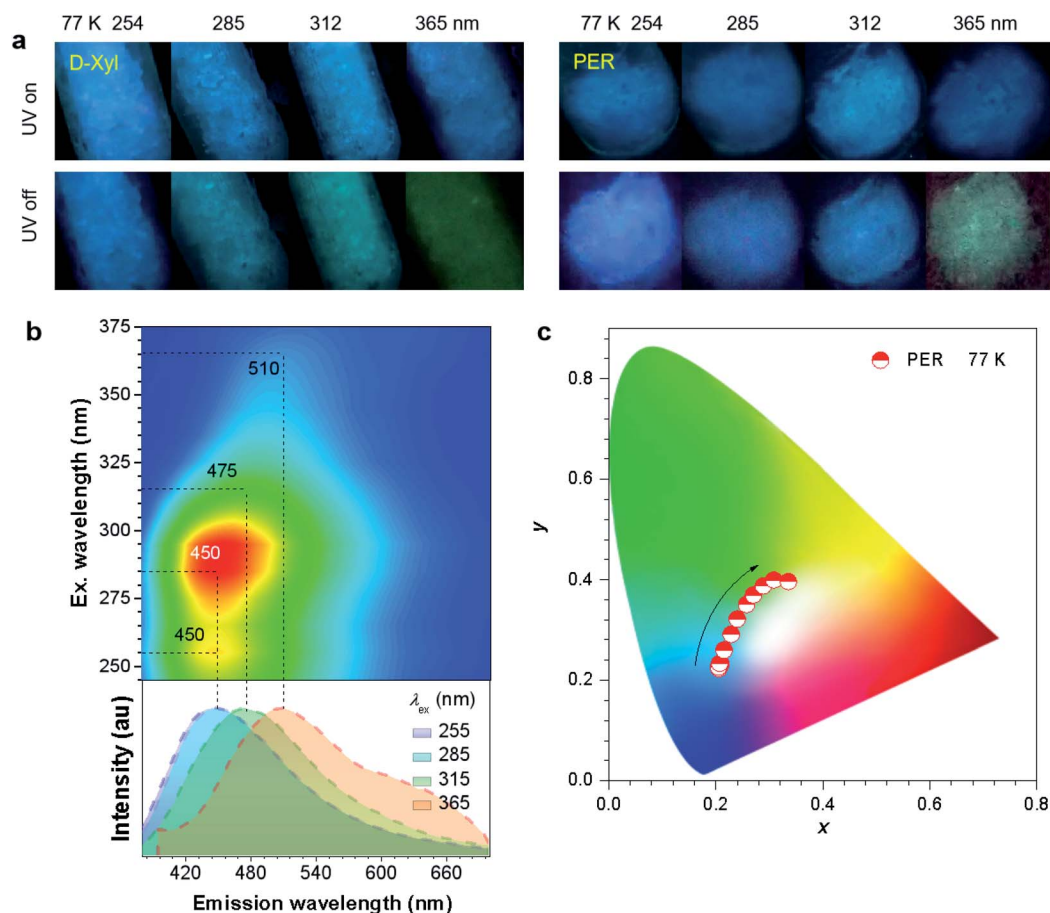 77 K 254 285 312 365 nm 77 K 254 285 312 365 nm
a
D-Xyl PER
UV on
UV off
b
375
350
325
300
275
250
Ex. wavelength (nm)
510
475
450
450
Intensity (au)
λex (nm)
255
285
315
365
420 480 540 600 660
Emission wavelength (nm)
c
PER 77 K
0.8
0.6
0.4
0.2
0.0
y
0.0 0.2 0.4 0.6 0.8
x